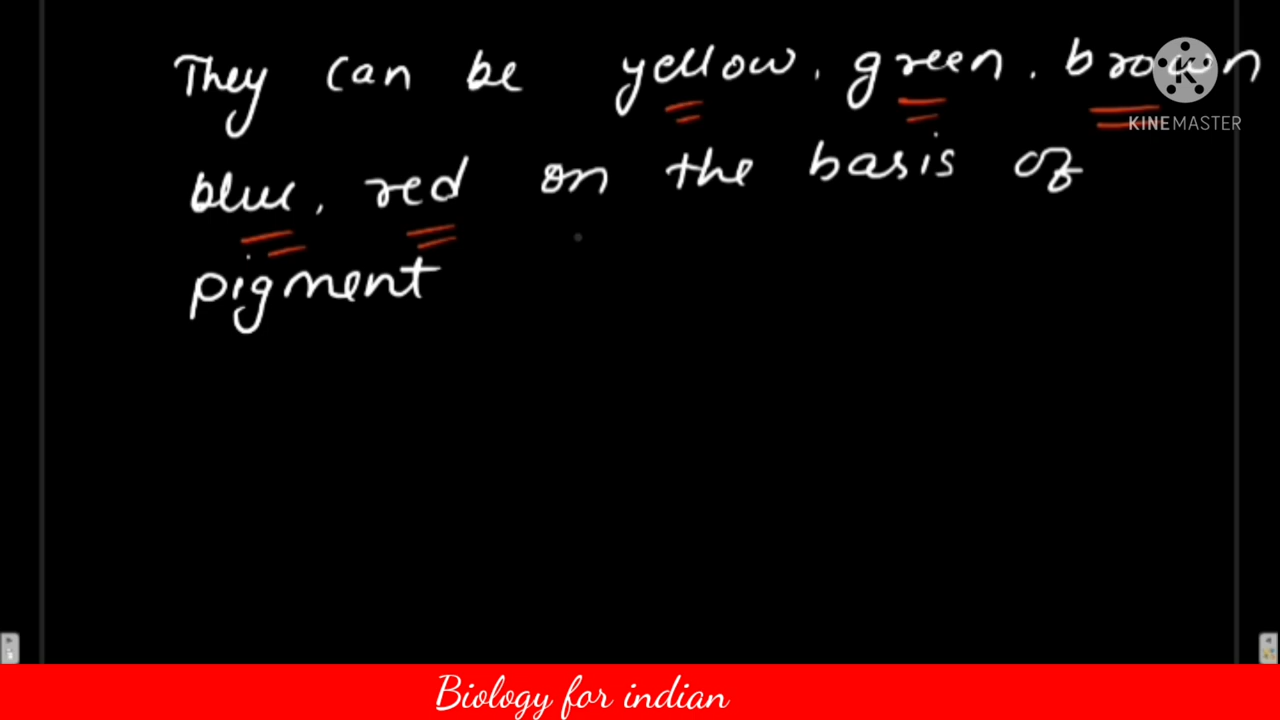 They can be yellow, green, brown
KINEMASTER
blue, red on the basis of
pigment
Biology for indian